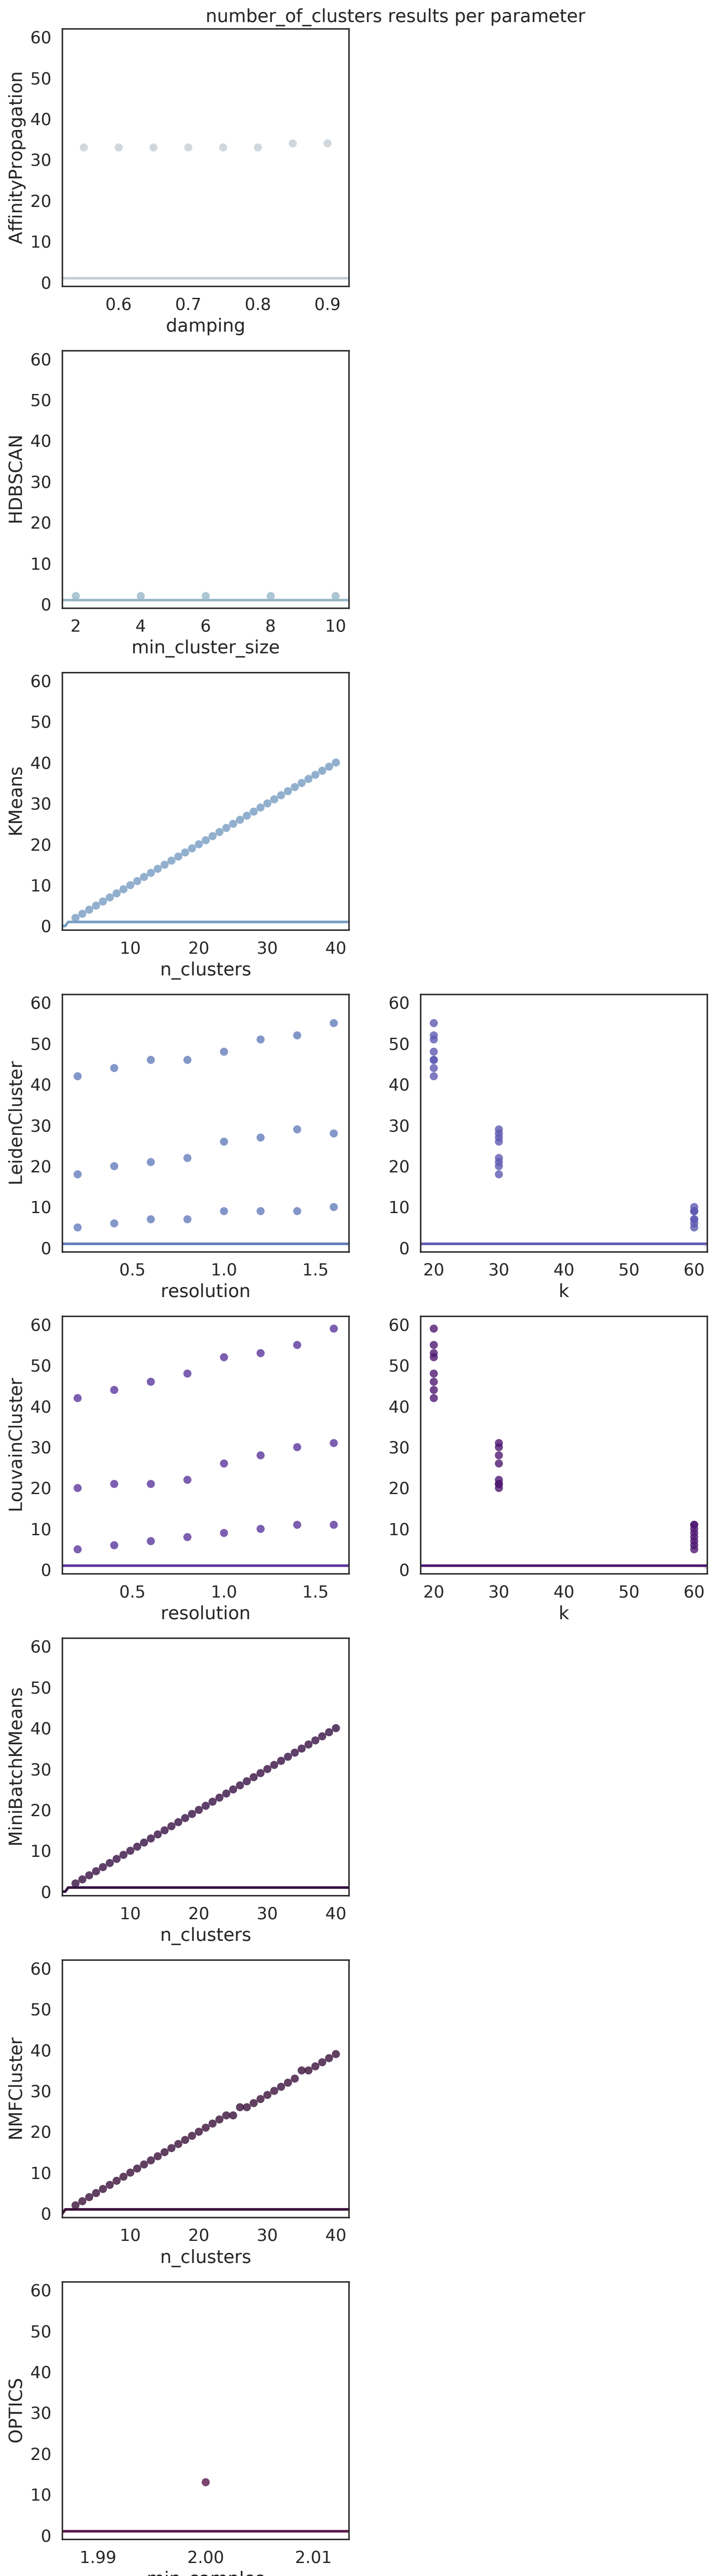 number_of_clusters results per parameter
60
50
40
30
20
10
0
AffinityPropagation
0.6 0.7 0.8 0.9
damping
60
50
40
30
20
10
0
HDBSCAN
2 4 6 8 10
min_cluster_size
60
50
40
30
20
10
0
KMeans
10 20 30 40
n_clusters
60
50
40
30
20
10
0
LeidenCluster
0.5 1.0 1.5
resolution
60
50
40
30
20
10
0
20 30 40 50 60
k
60
50
40
30
20
10
0
LouvainCluster
0.5 1.0 1.5
resolution
60
50
40
30
20
10
0
20 30 40 50 60
k
60
50
40
30
20
10
0
MiniBatchKMeans
10 20 30 40
n_clusters
60
50
40
30
20
10
0
NMFCluster
10 20 30 40
n_clusters
60
50
40
30
20
10
0
OPTICS
1.99 2.00 2.01